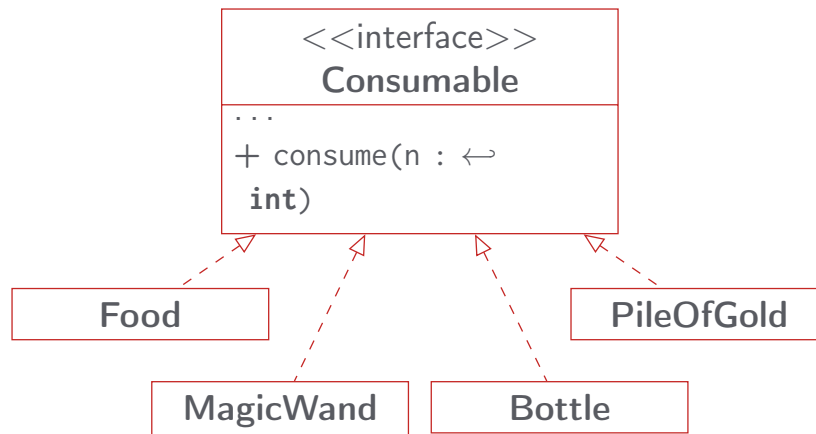 <<interface>>
Consumable
...
+ consume(n : ↩
int)
Food
PileOfGold
MagicWand
Bottle